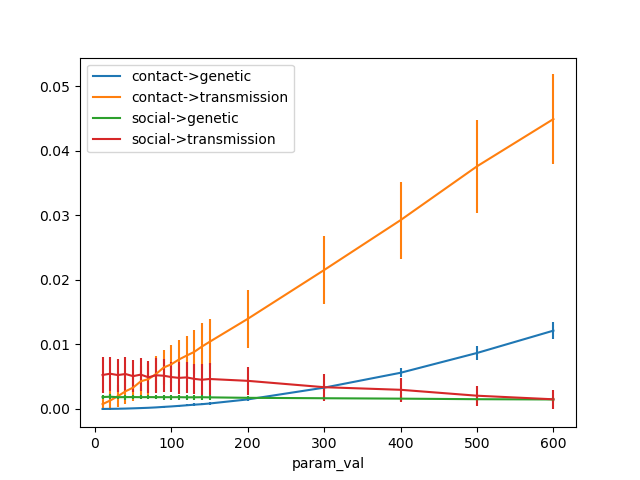 contact->genetic
contact->transmission
social->genetic
social->transmission
0.05
0.04
0.03
0.02
0.01
0.00
0 100 200 300 400 500 600
param_val